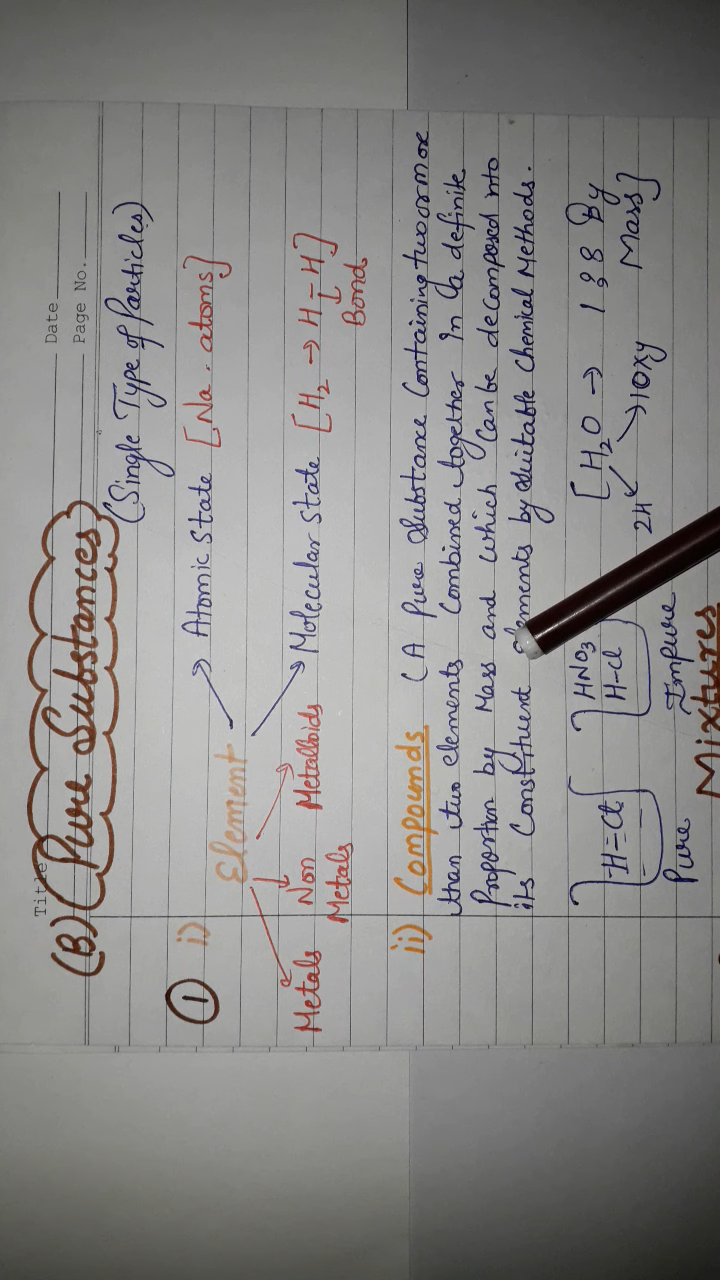 Title
Date
Page No.
(B) (Pure Substances)
(Single Type of Particles)
① i) Element → Atomic State [Na. atoms]
→ Molecular State [H₂ → H-H]
Bond
Metals Non Metals Metalloids
ii) Compounds (A Pure Substance Containing two or more
than two elements Combined together In a definite
Proportion by Mass and which Can be decomposed into
its Constituent elements by Suitable Chemical Methods.
HNO₃
H-Cl
Pure Impure
[H₂O → 1 : 8 By
2H 1 Oxy Mass]
Mixtures